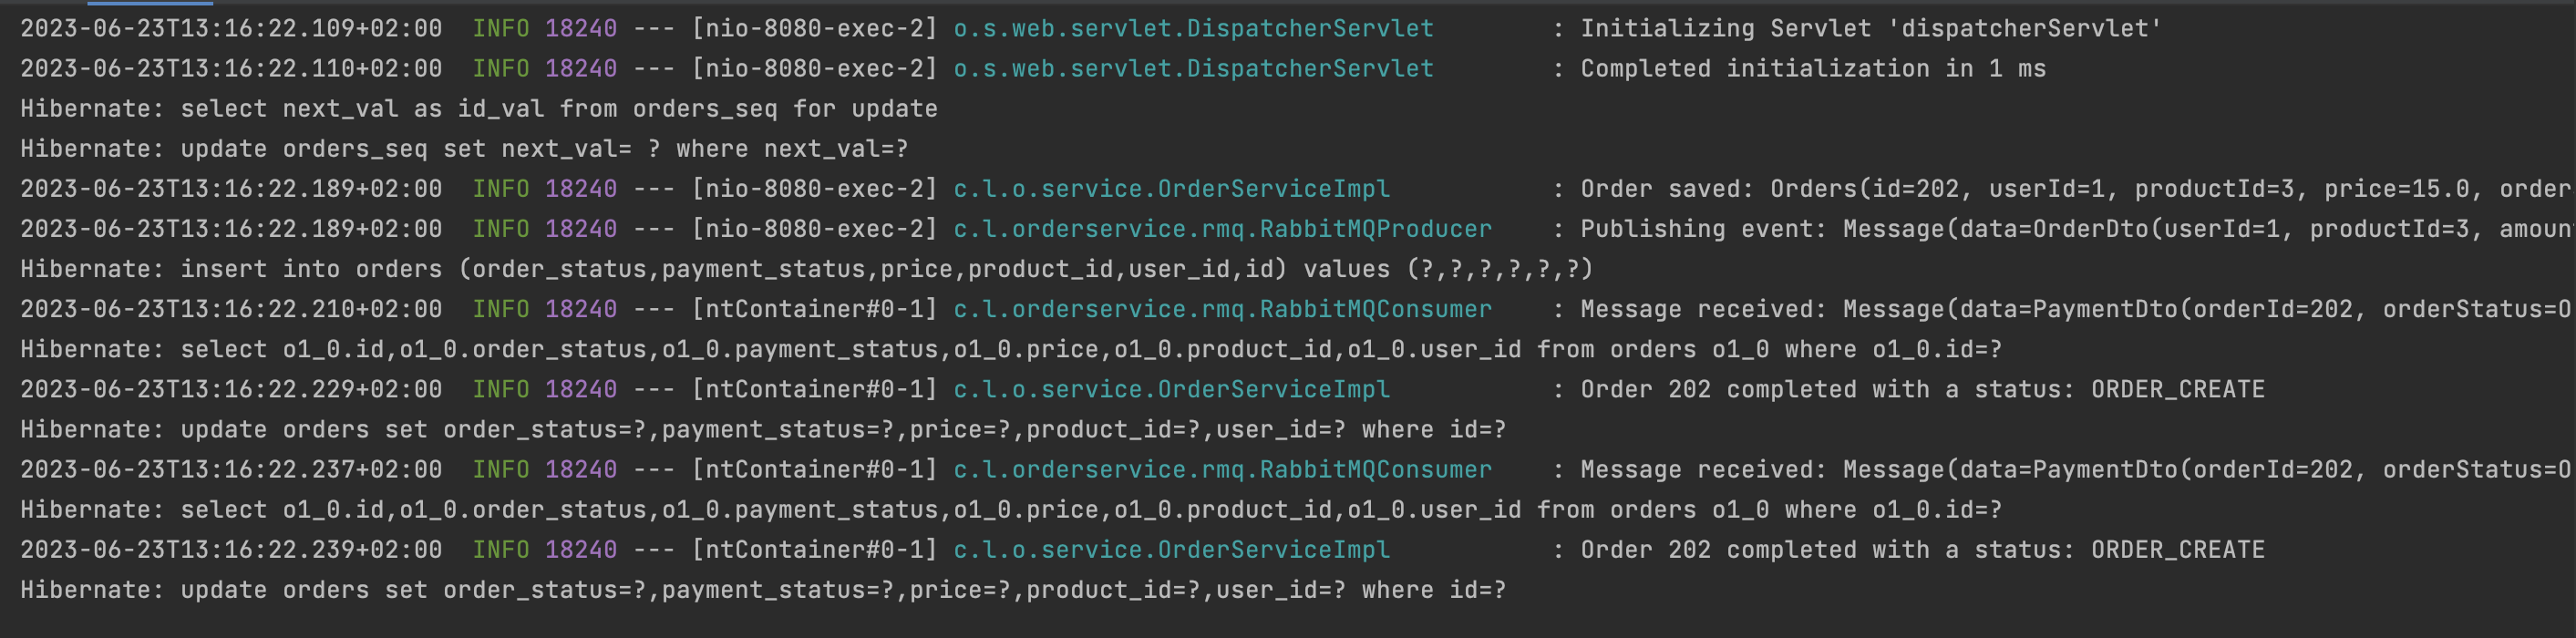 2023-06-23T13:16:22.109+02:00  INFO 18240 --- [nio-8080-exec-2] o.s.web.servlet.DispatcherServlet        : Initializing Servlet 'dispatcherServlet'
2023-06-23T13:16:22.110+02:00  INFO 18240 --- [nio-8080-exec-2] o.s.web.servlet.DispatcherServlet        : Completed initialization in 1 ms
Hibernate: select next_val as id_val from orders_seq for update
Hibernate: update orders_seq set next_val= ? where next_val=?
2023-06-23T13:16:22.189+02:00  INFO 18240 --- [nio-8080-exec-2] c.l.o.service.OrderServiceImpl           : Order saved: Orders(id=202, userId=1, productId=3, price=15.0, order
2023-06-23T13:16:22.189+02:00  INFO 18240 --- [nio-8080-exec-2] c.l.orderservice.rmq.RabbitMQProducer    : Publishing event: Message(data=OrderDto(userId=1, productId=3, amoun
Hibernate: insert into orders (order_status,payment_status,price,product_id,user_id,id) values (?,?,?,?,?,?)
2023-06-23T13:16:22.210+02:00  INFO 18240 --- [ntContainer#0-1] c.l.orderservice.rmq.RabbitMQConsumer    : Message received: Message(data=PaymentDto(orderId=202, orderStatus=O
Hibernate: select o1_0.id,o1_0.order_status,o1_0.payment_status,o1_0.price,o1_0.product_id,o1_0.user_id from orders o1_0 where o1_0.id=?
2023-06-23T13:16:22.229+02:00  INFO 18240 --- [ntContainer#0-1] c.l.o.service.OrderServiceImpl           : Order 202 completed with a status: ORDER_CREATE
Hibernate: update orders set order_status=?,payment_status=?,price=?,product_id=?,user_id=? where id=?
2023-06-23T13:16:22.237+02:00  INFO 18240 --- [ntContainer#0-1] c.l.orderservice.rmq.RabbitMQConsumer    : Message received: Message(data=PaymentDto(orderId=202, orderStatus=O
Hibernate: select o1_0.id,o1_0.order_status,o1_0.payment_status,o1_0.price,o1_0.product_id,o1_0.user_id from orders o1_0 where o1_0.id=?
2023-06-23T13:16:22.239+02:00  INFO 18240 --- [ntContainer#0-1] c.l.o.service.OrderServiceImpl           : Order 202 completed with a status: ORDER_CREATE
Hibernate: update orders set order_status=?,payment_status=?,price=?,product_id=?,user_id=? where id=?